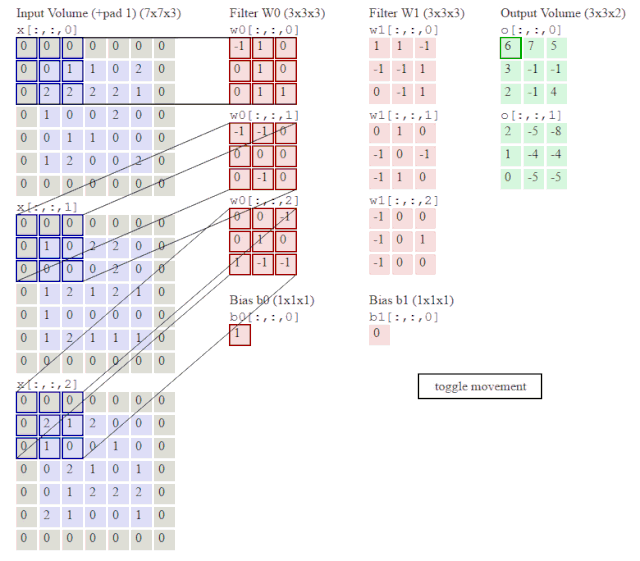 Input Volume (+pad 1) (7x7x3)
x[:,:,0]
0 0 0 0 0 0 0
0 0 1 1 0 2 0
0 2 2 2 2 1 0
0 1 0 0 2 0 0
0 0 1 1 0 0 0
0 1 2 0 0 2 0
0 0 0 0 0 0 0
x[:,:,1]
0 0 0 0 0 0 0
0 1 0 2 2 0 0
0 0 0 0 2 0 0
0 1 2 1 2 1 0
0 1 0 0 0 0 0
0 1 2 1 1 1 0
0 0 0 0 0 0 0
x[:,:,2]
0 0 0 0 0 0 0
0 2 1 2 0 0 0
0 1 0 0 1 0 0
0 0 2 1 0 1 0
0 0 1 2 2 2 0
0 2 1 0 0 1 0
0 0 0 0 0 0 0
Filter W0 (3x3x3)
w0[:,:,0]
-1 1 0
0 1 0
0 1 1
w0[:,:,1]
-1 -1 0
0 0 0
0 -1 0
w0[:,:,2]
0 0 -1
0 1 0
1 -1 -1
Bias b0 (1x1x1)
b0[:,:,0]
1
Filter W1 (3x3x3)
w1[:,:,0]
1 1 -1
-1 -1 1
0 -1 1
w1[:,:,1]
0 1 0
-1 0 -1
-1 1 0
w1[:,:,2]
-1 0 0
-1 0 1
-1 0 0
Bias b1 (1x1x1)
b1[:,:,0]
0
Output Volume (3x3x2)
o[:,:,0]
6 7 5
3 -1 -1
2 -1 4
o[:,:,1]
2 -5 -8
1 -4 -4
0 -5 -5
toggle movement